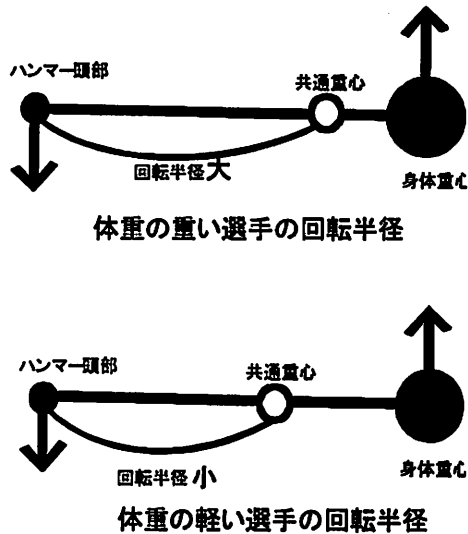 ハンマー頭部
共通重心
回転半径大
身体重心
体重の重い選手の回転半径
ハンマー頭部
共通重心
回転半径小
身体重心
体重の軽い選手の回転半径